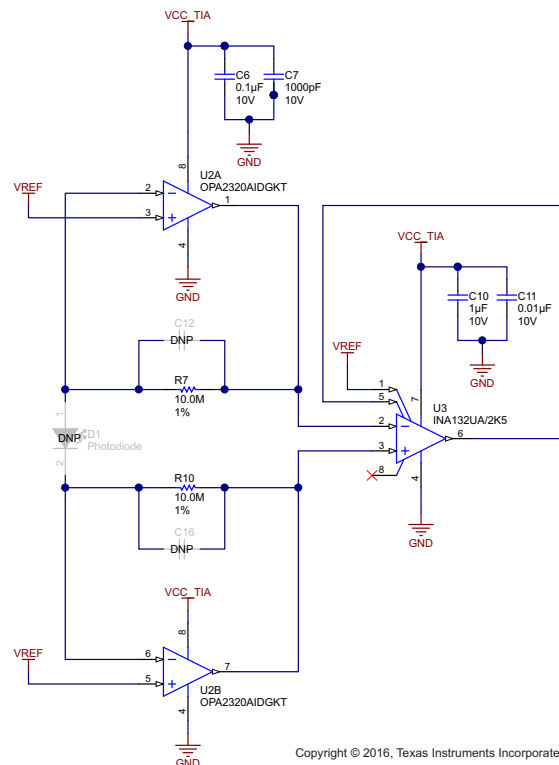 VCC_TIA
C6
0.1µF
10V
C7
1000pF
10V
GND
8
U2A
OPA2320AIDGKT
VREF
2
3
1
4
GND
VCC_TIA
C10
1µF
10V
C11
0.01µF
10V
GND
C12
DNP
VREF
R7
10.0M
1%
1
5
7
U3
INA132UA/2K5
2
3
6
8
4
GND
1
DNP
D1
Photodiode
2
R10
10.0M
1%
C16
DNP
VCC_TIA
8
VREF
6
5
7
U2B
OPA2320AIDGKT
4
GND
Copyright © 2016, Texas Instruments Incorporate